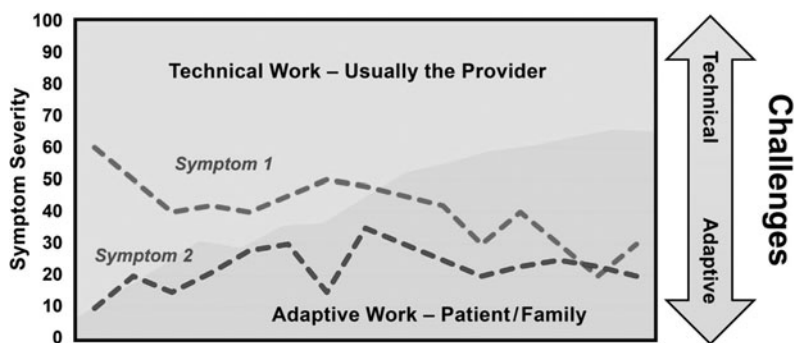 100
90
80
70
60
50
40
30
20
10
0
Symptom Severity
Technical Work – Usually the Provider
Symptom 1
Symptom 2
Adaptive Work – Patient/Family
Technical
Adaptive
Challenges